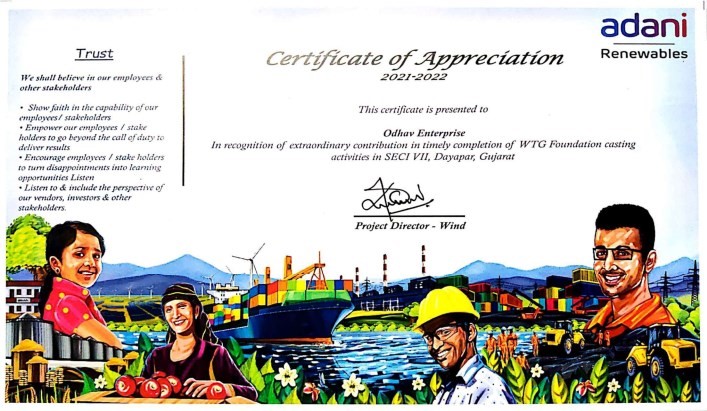 adani
Renewables
Trust
We shall believe in our employees &
other stakeholders
• Show faith in the capability of our
employees/ stakeholders
• Empower our employees / stake
holders to go beyond the call of duty to
deliver results
• Encourage employees / stake holders
to turn disappointments into learning
opportunities Listen
• Listen to & include the perspective of
our vendors, investors & other
stakeholders.
Certificate of Appreciation
2021-2022
This certificate is presented to
Odhav Enterprise
In recognition of extraordinary contribution in timely completion of WTG Foundation casting
activities in SECI VII, Dayapar, Gujarat
Project Director - Wind